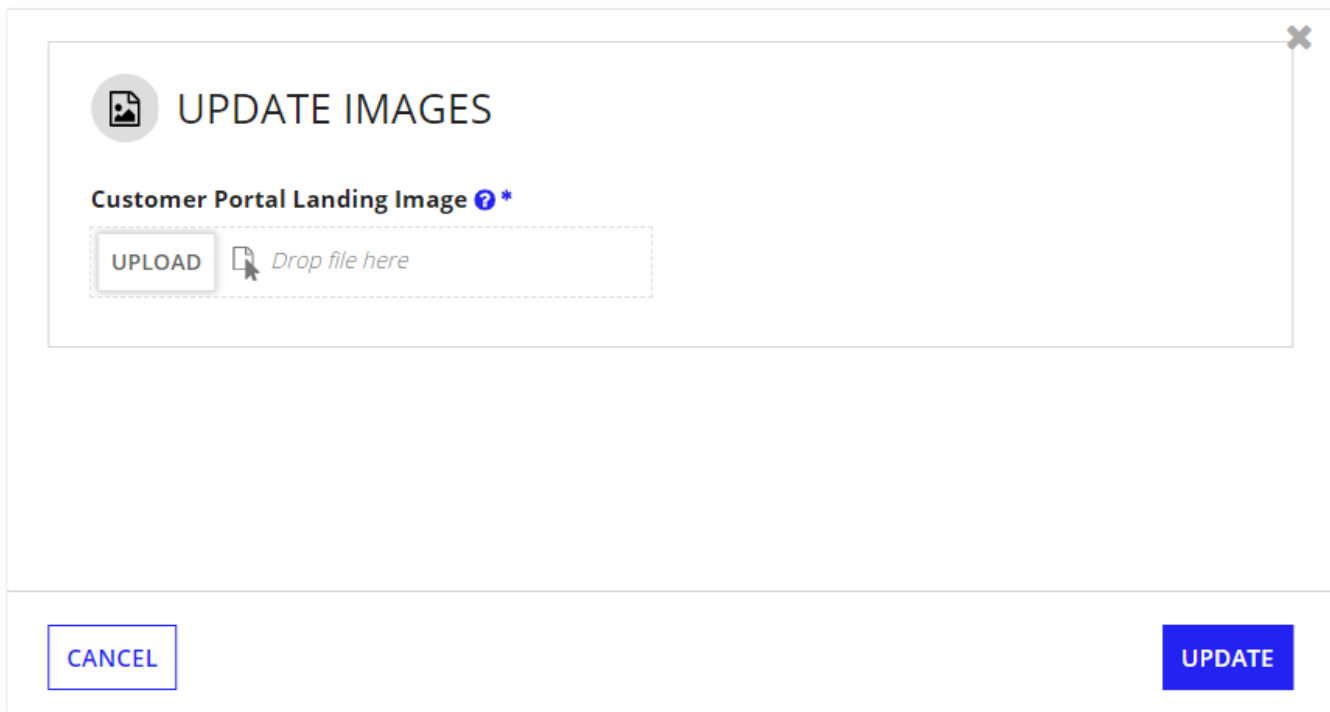 UPDATE IMAGES
Customer Portal Landing Image ? *
UPLOAD Drop file here
CANCEL
UPDATE